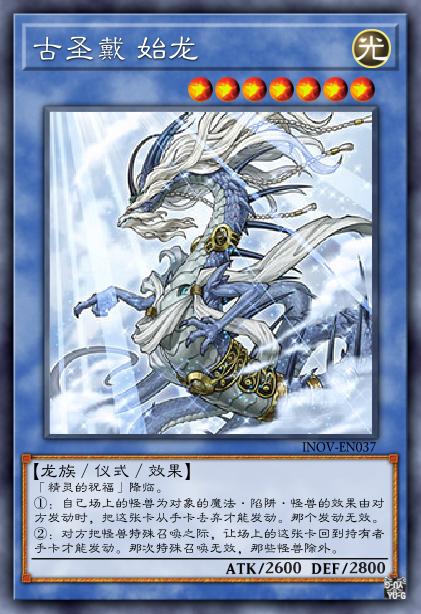 古圣戴 始龙
光
INOV-EN037
【龙族/仪式/效果】
「精灵的祝福」降临。
①:自己场上的怪兽为对象的魔法·陷阱·怪兽的效果由对
方发动时,把这张卡从手卡丢弃才能发动。那个发动无效。
②:对方把怪兽特殊召唤之际,让场上的这张卡回到持有者
手卡才能发动。那次特殊召唤无效,那些怪兽除外。
ATK/2600 DEF/2800